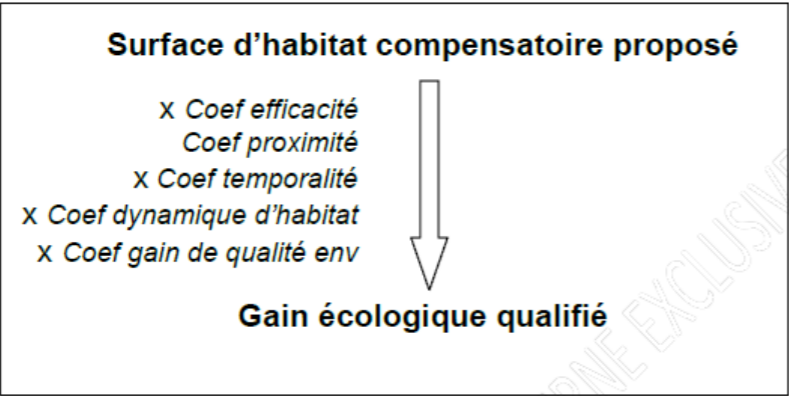 Surface d'habitat compensatoire proposé
x Coef efficacité
Coef proximité
x Coef temporalité
x Coef dynamique d'habitat
x Coef gain de qualité env
Gain écologique qualifié